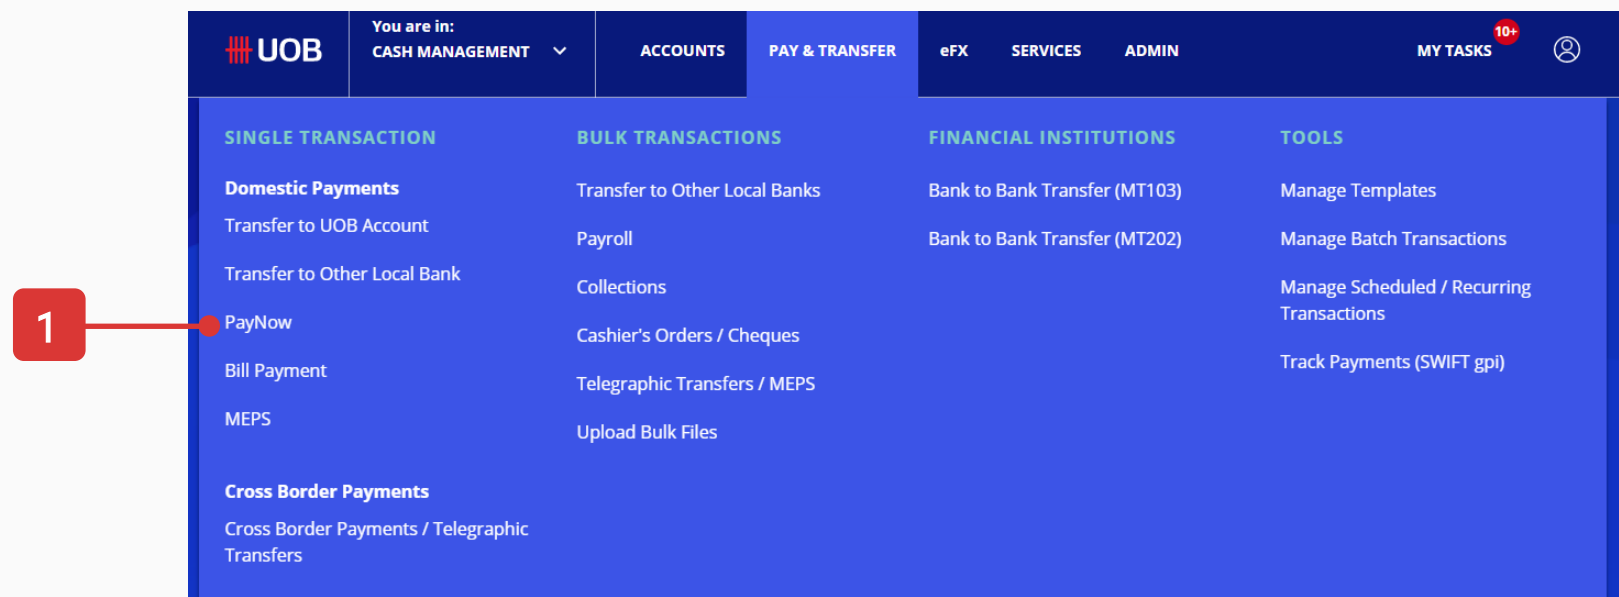 UOB
You are in:
CASH MANAGEMENT
ACCOUNTS
PAY & TRANSFER
eFX
SERVICES
ADMIN
MY TASKS
10+
SINGLE TRANSACTION
Domestic Payments
Transfer to UOB Account
Transfer to Other Local Bank
1
PayNow
Bill Payment
MEPS
Cross Border Payments
Cross Border Payments / Telegraphic
Transfers
BULK TRANSACTIONS
Transfer to Other Local Banks
Payroll
Collections
Cashier's Orders / Cheques
Telegraphic Transfers / MEPS
Upload Bulk Files
FINANCIAL INSTITUTIONS
Bank to Bank Transfer (MT103)
Bank to Bank Transfer (MT202)
TOOLS
Manage Templates
Manage Batch Transactions
Manage Scheduled / Recurring
Transactions
Track Payments (SWIFT gpi)